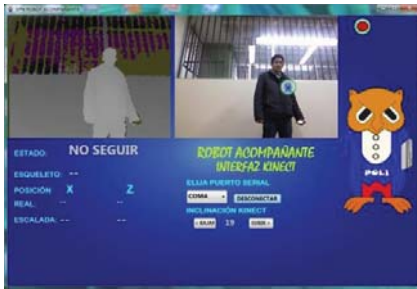 ESTADO: NO SEGUIR
ESQUELETO: --
POSICIÓN X Z
REAL: -- --
ESCALADA: -- --
ROBOT ACOMPAÑANTE
INTERFAZ KINECT
ELIJA PUERTO SERIAL
COM4 DESCONECTAR
INCLINACIÓN KINECT
< BAJAR 19 SUBIR >
POLI